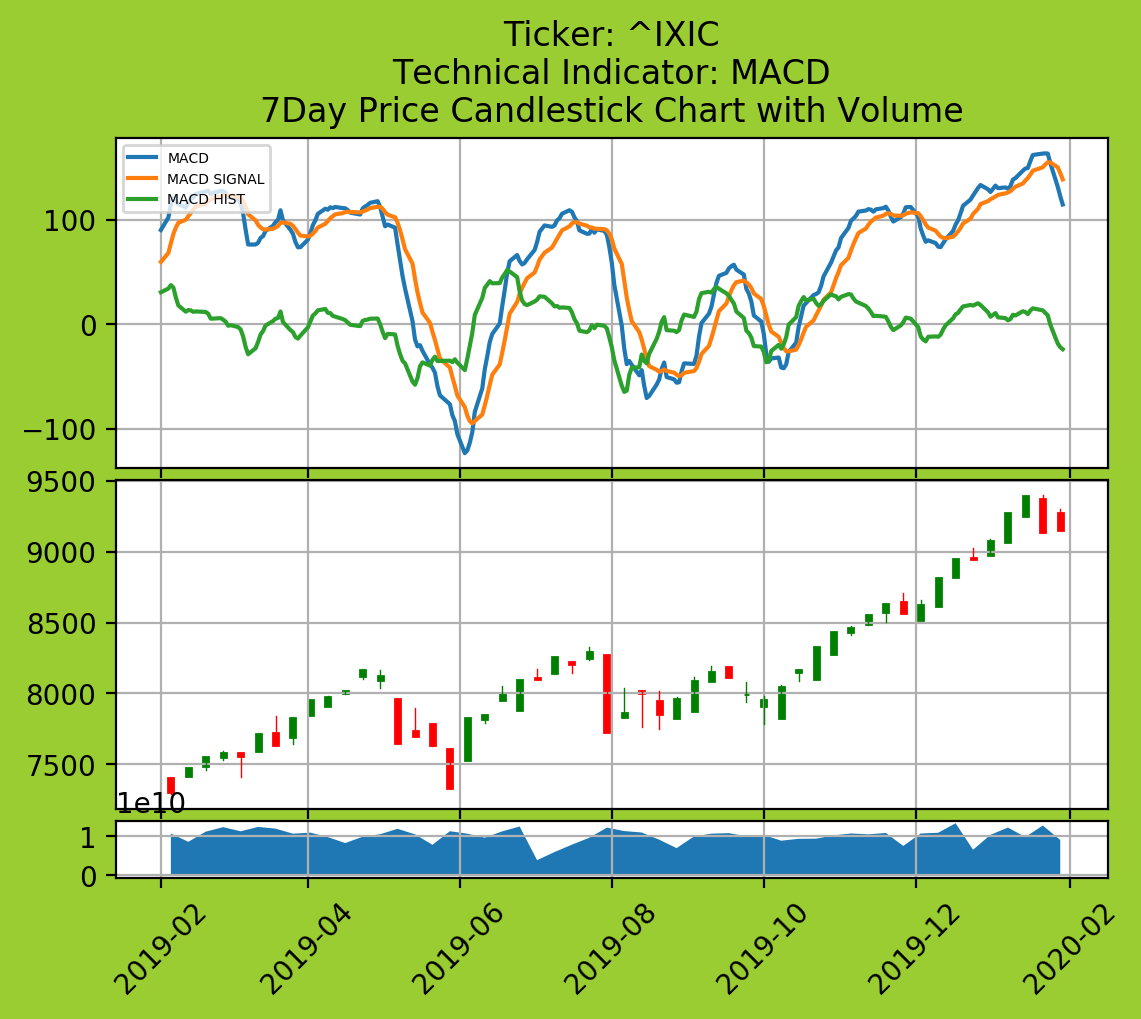 Ticker: ^IXIC
Technical Indicator: MACD
7Day Price Candlestick Chart with Volume
MACD
MACD SIGNAL
MACD HIST
100
0
−100
9500
9000
8500
8000
7500
1e10
1
0
2019-02
2019-04
2019-06
2019-08
2019-10
2019-12
2020-02